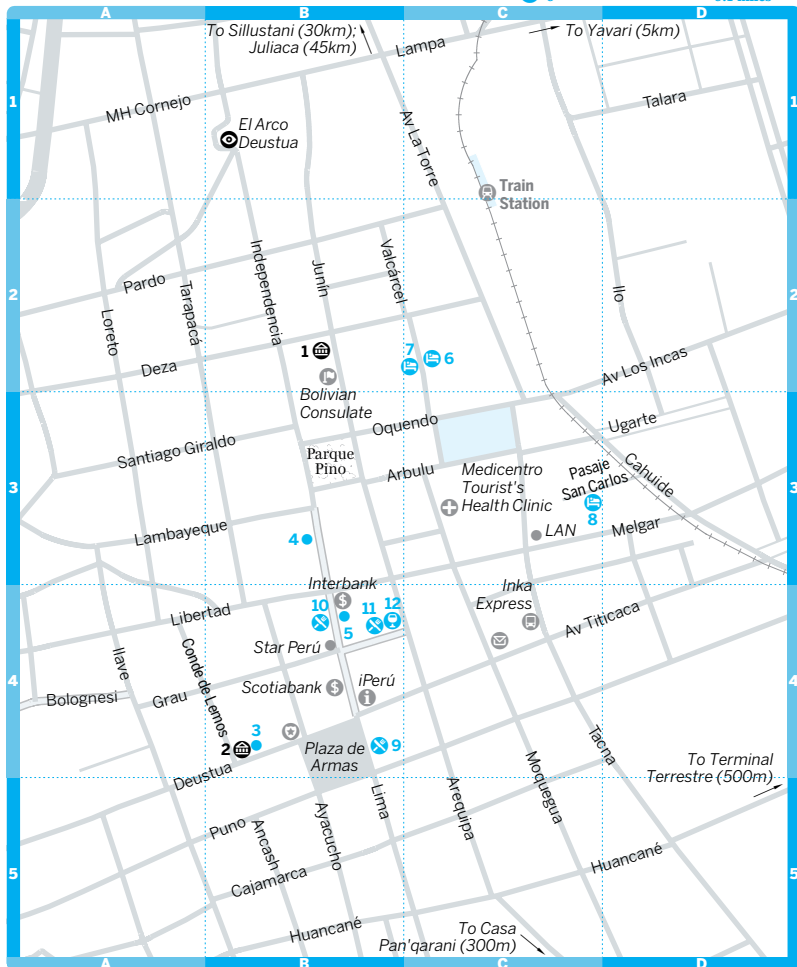 A
B
C
D
To Sillustani (30km);
Juliaca (45km)
Lampa
To Yavari (5km)
1
1
MH Cornejo
El Arco
Deustua
Av La Torre
Talara
Train
Station
2
2
Pardo
Loreto
Tarapacá
Independencia
Junín
Valcárcel
Ilo
Deza
1
7
6
Bolivian
Consulate
Av Los Incas
Oquendo
Ugarte
Santiago Giraldo
Parque
Pino
Arbulu
Medicentro
Tourist's
Health Clinic
Pasaje
San Carlos
Cahuide
3
3
8
LAN
Melgar
Lambayeque
4
Interbank
Inka
Express
Libertad
10
5
11
12
Av Titicaca
Star Perú
Ilave
Conde de Lemos
4
4
Bolognesi
Grau
Scotiabank
iPerú
2
3
Plaza de
Armas
9
Deustua
Tacna
To Terminal
Terrestre (500m)
Lima
Arequipa
Moquegua
Puno
Ancash
Ayacucho
Cajamarca
5
5
Huancané
Huancané
To Casa
Pan'qarani (300m)
A
B
C
D